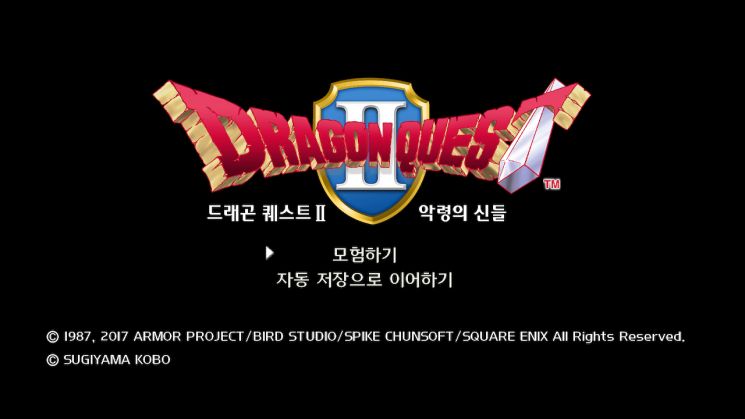 DRAGON QUEST
II
TM
드래곤 퀘스트 II 악령의 신들
모험하기
자동 저장으로 이어하기
© 1987, 2017 ARMOR PROJECT/BIRD STUDIO/SPIKE CHUNSOFT/SQUARE ENIX All Rights Reserved.
© SUGIYAMA KOBO